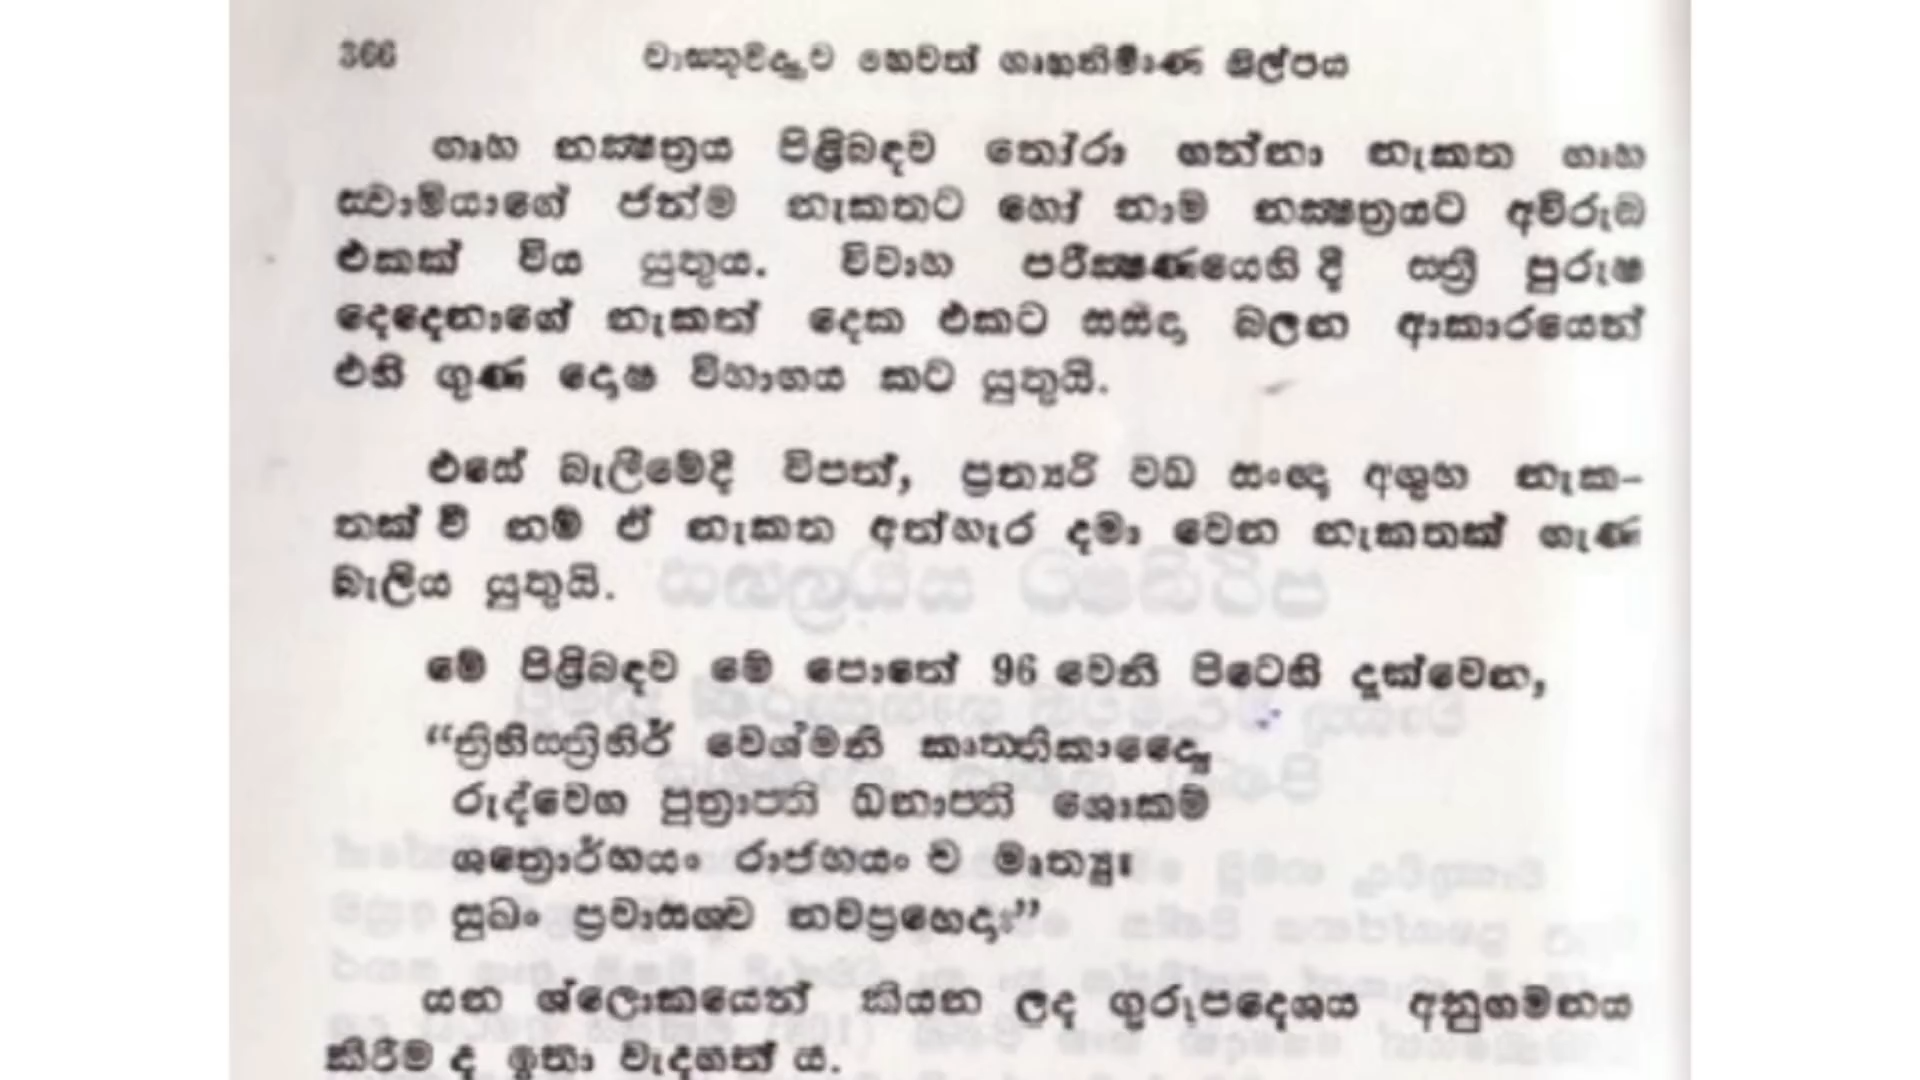 366 වාස්තුවිද්‍යාව හෙවත් ගෘහනිර්මාණ ශිල්පය
ගෘහ නක්‍ෂත්‍රය පිළිබඳව තෝරා ගන්නා නැකත ගෘහ
ස්වාමියාගේ ජන්ම නැකතට හෝ නාම නක්‍ෂත්‍රයට අවිරුඬ
එකක් විය යුතුය. විවාහ පරීක්‍ෂණයෙහි දී ස්ත්‍රී පුරුෂ
දෙදෙනාගේ නැකත් දෙක එකට සසඳා බලන ආකාරයෙන්
එහි ගුණ දොෂ විභාගය කට යුතුයි.
එසේ බැලීමේදී විපත්, ප්‍රත්‍යරි වධ සංඥ අශුභ නැක-
තක් වී නම් ඒ නැකත අත්හැර දමා වෙන නැකතක් ගැණ
බැලිය යුතුයි.
මේ පිළිබඳව මේ පොතේ 96 වෙනි පිටෙහි දැක්වෙන,
“ත්‍රිභිස්ත්‍රිභිර් වෙශ්මනි කෘත්තිකාද්‍යෛ
රුද්වෙග පුත්‍රාප්ති ධනාප්ති ශොකම්
ශත්‍රොර්භයං රාජභයං ච මෘත්‍යුඃ
සුඛං ප්‍රවාසශ්ච නවප්‍රභෙදාඃ”
යන ශ්ලොකයෙන් කියන ලද ගුරූපදෙශය අනුගමනය
කිරීම ද ඉතා වැදගත් ය.